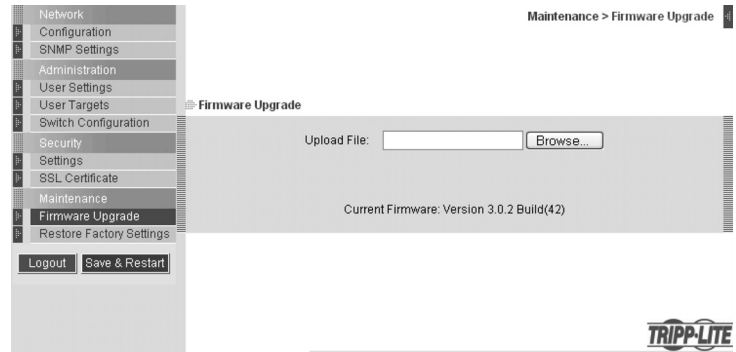 Network
Configuration
SNMP Settings
Administration
User Settings
User Targets
Switch Configuration
Security
Settings
SSL Certificate
Maintenance
Firmware Upgrade
Restore Factory Settings
Logout
Save & Restart
Maintenance > Firmware Upgrade
Firmware Upgrade
Upload File:
Browse...
Current Firmware: Version 3.0.2 Build(42)
TRIPP·LITE